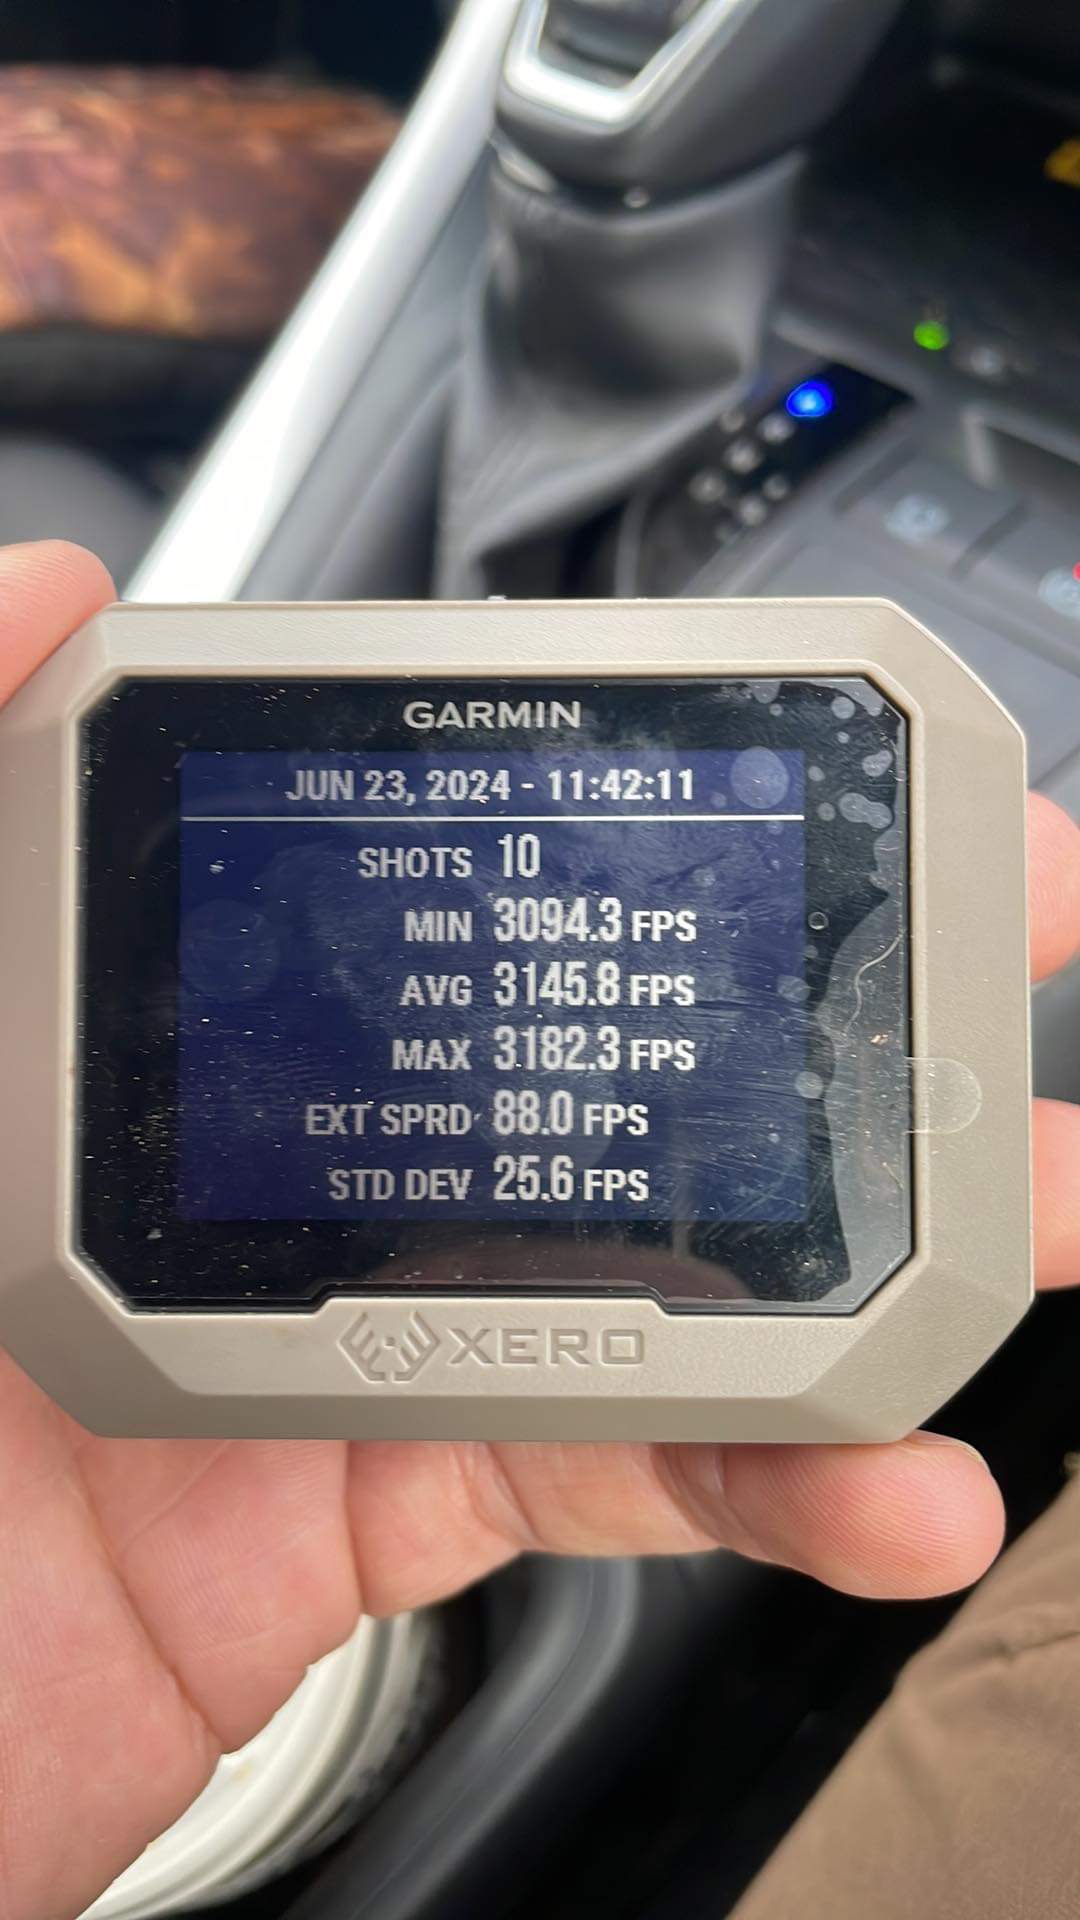 GARMIN
JUN 23, 2024 - 11:42:11
SHOTS 10
MIN 3094.3 FPS
AVG 3145.8 FPS
MAX 3182.3 FPS
EXT SPRD 88.0 FPS
STD DEV 25.6 FPS
XERO